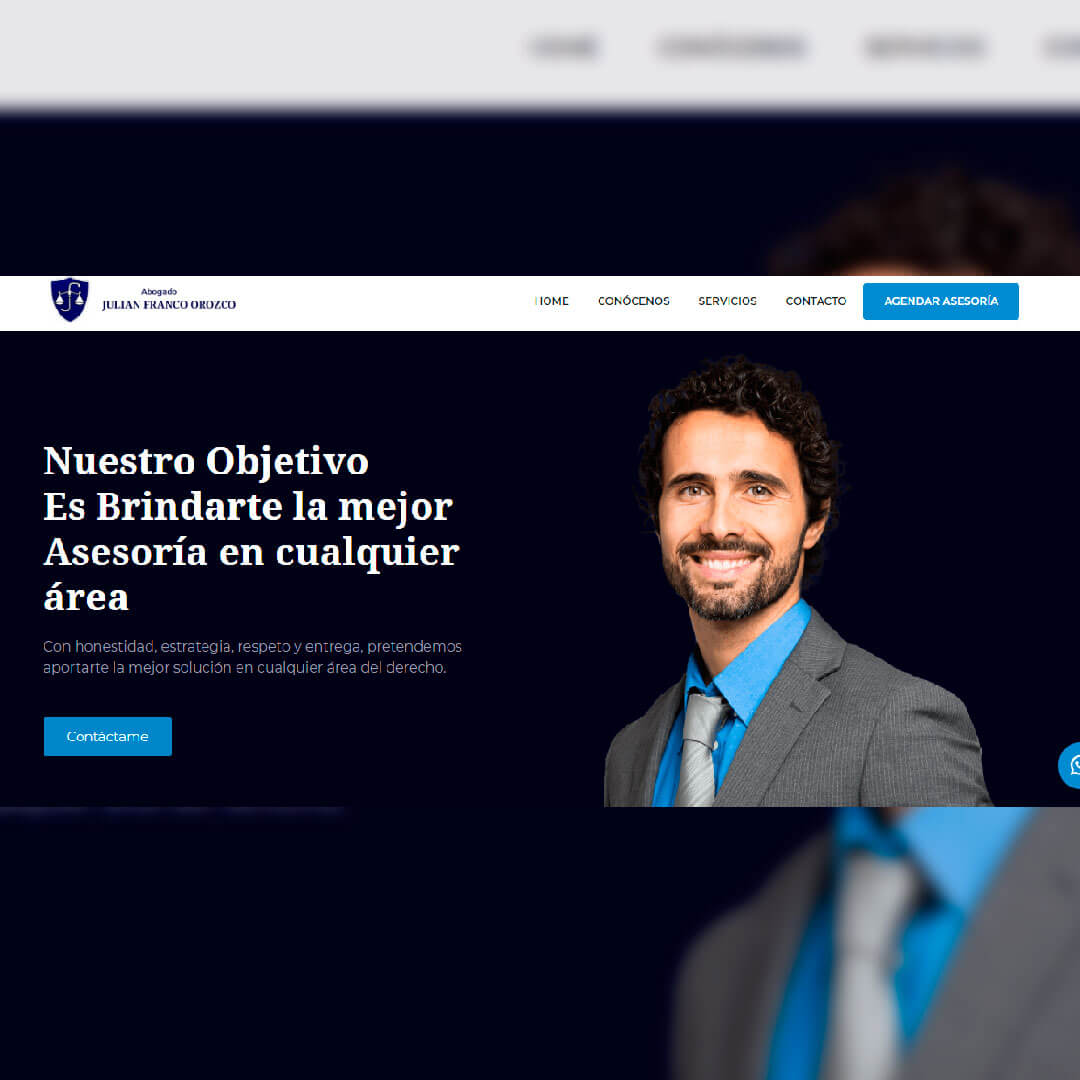 Abogado
JULIAN FRANCO OROZCO
HOME CONÓCENOS SERVICIOS CONTACTO AGENDAR ASESORÍA
Nuestro Objetivo
Es Brindarte la mejor
Asesoría en cualquier
área
Con honestidad, estrategia, respeto y entrega, pretendemos
aportarte la mejor solución en cualquier área del derecho.
Contáctame